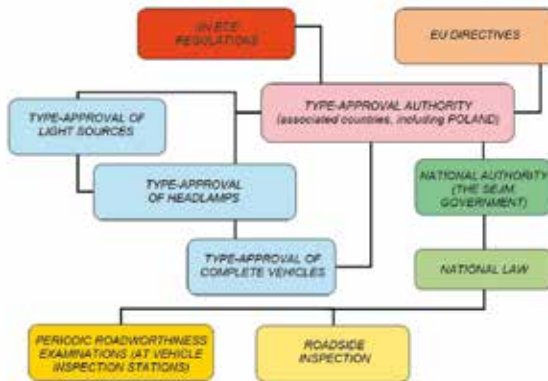 UN ECE
REGULATIONS
EU DIRECTIVES
TYPE-APPROVAL OF
LIGHT SOURCES
TYPE-APPROVAL AUTHORITY
(associated countries, including POLAND)
TYPE-APPROVAL
OF HEADLAMPS
NATIONAL AUTHORITY
(THE SEJM,
GOVERNMENT)
TYPE-APPROVAL OF
COMPLETE VEHICLES
NATIONAL LAW
PERIODIC ROADWORTHINESS
EXAMINATIONS (AT VEHICLE
INSPECTION STATIONS)
ROADSIDE
INSPECTION